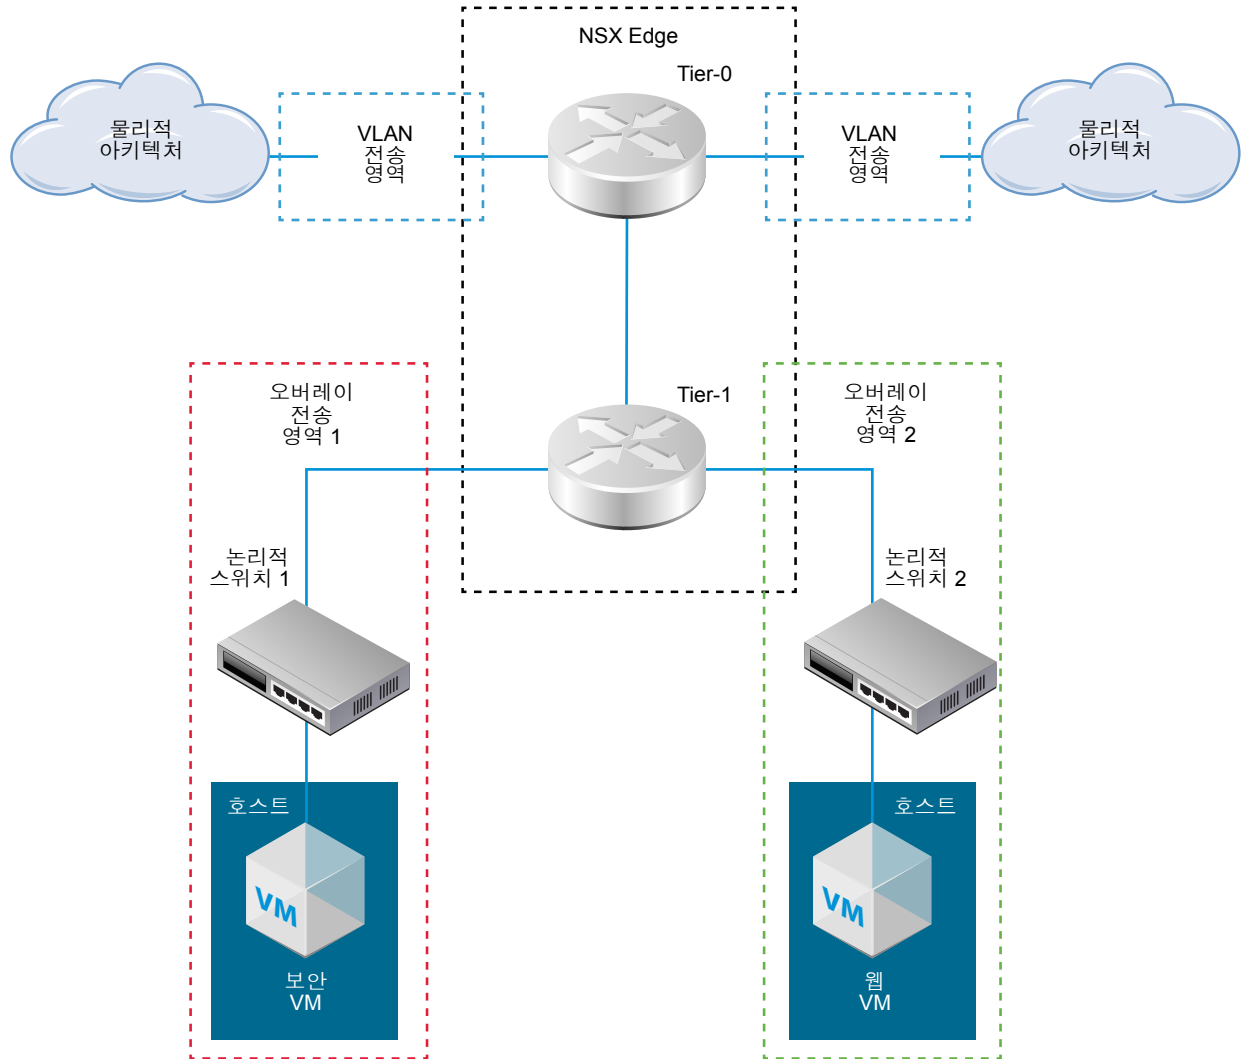 NSX Edge
Tier-0
물리적
아키텍처
VLAN
전송
영역
VLAN
전송
영역
물리적
아키텍처
오버레이
전송
영역 1
Tier-1
오버레이
전송
영역 2
논리적
스위치 1
논리적
스위치 2
호스트
VM
보안
VM
호스트
VM
웹
VM